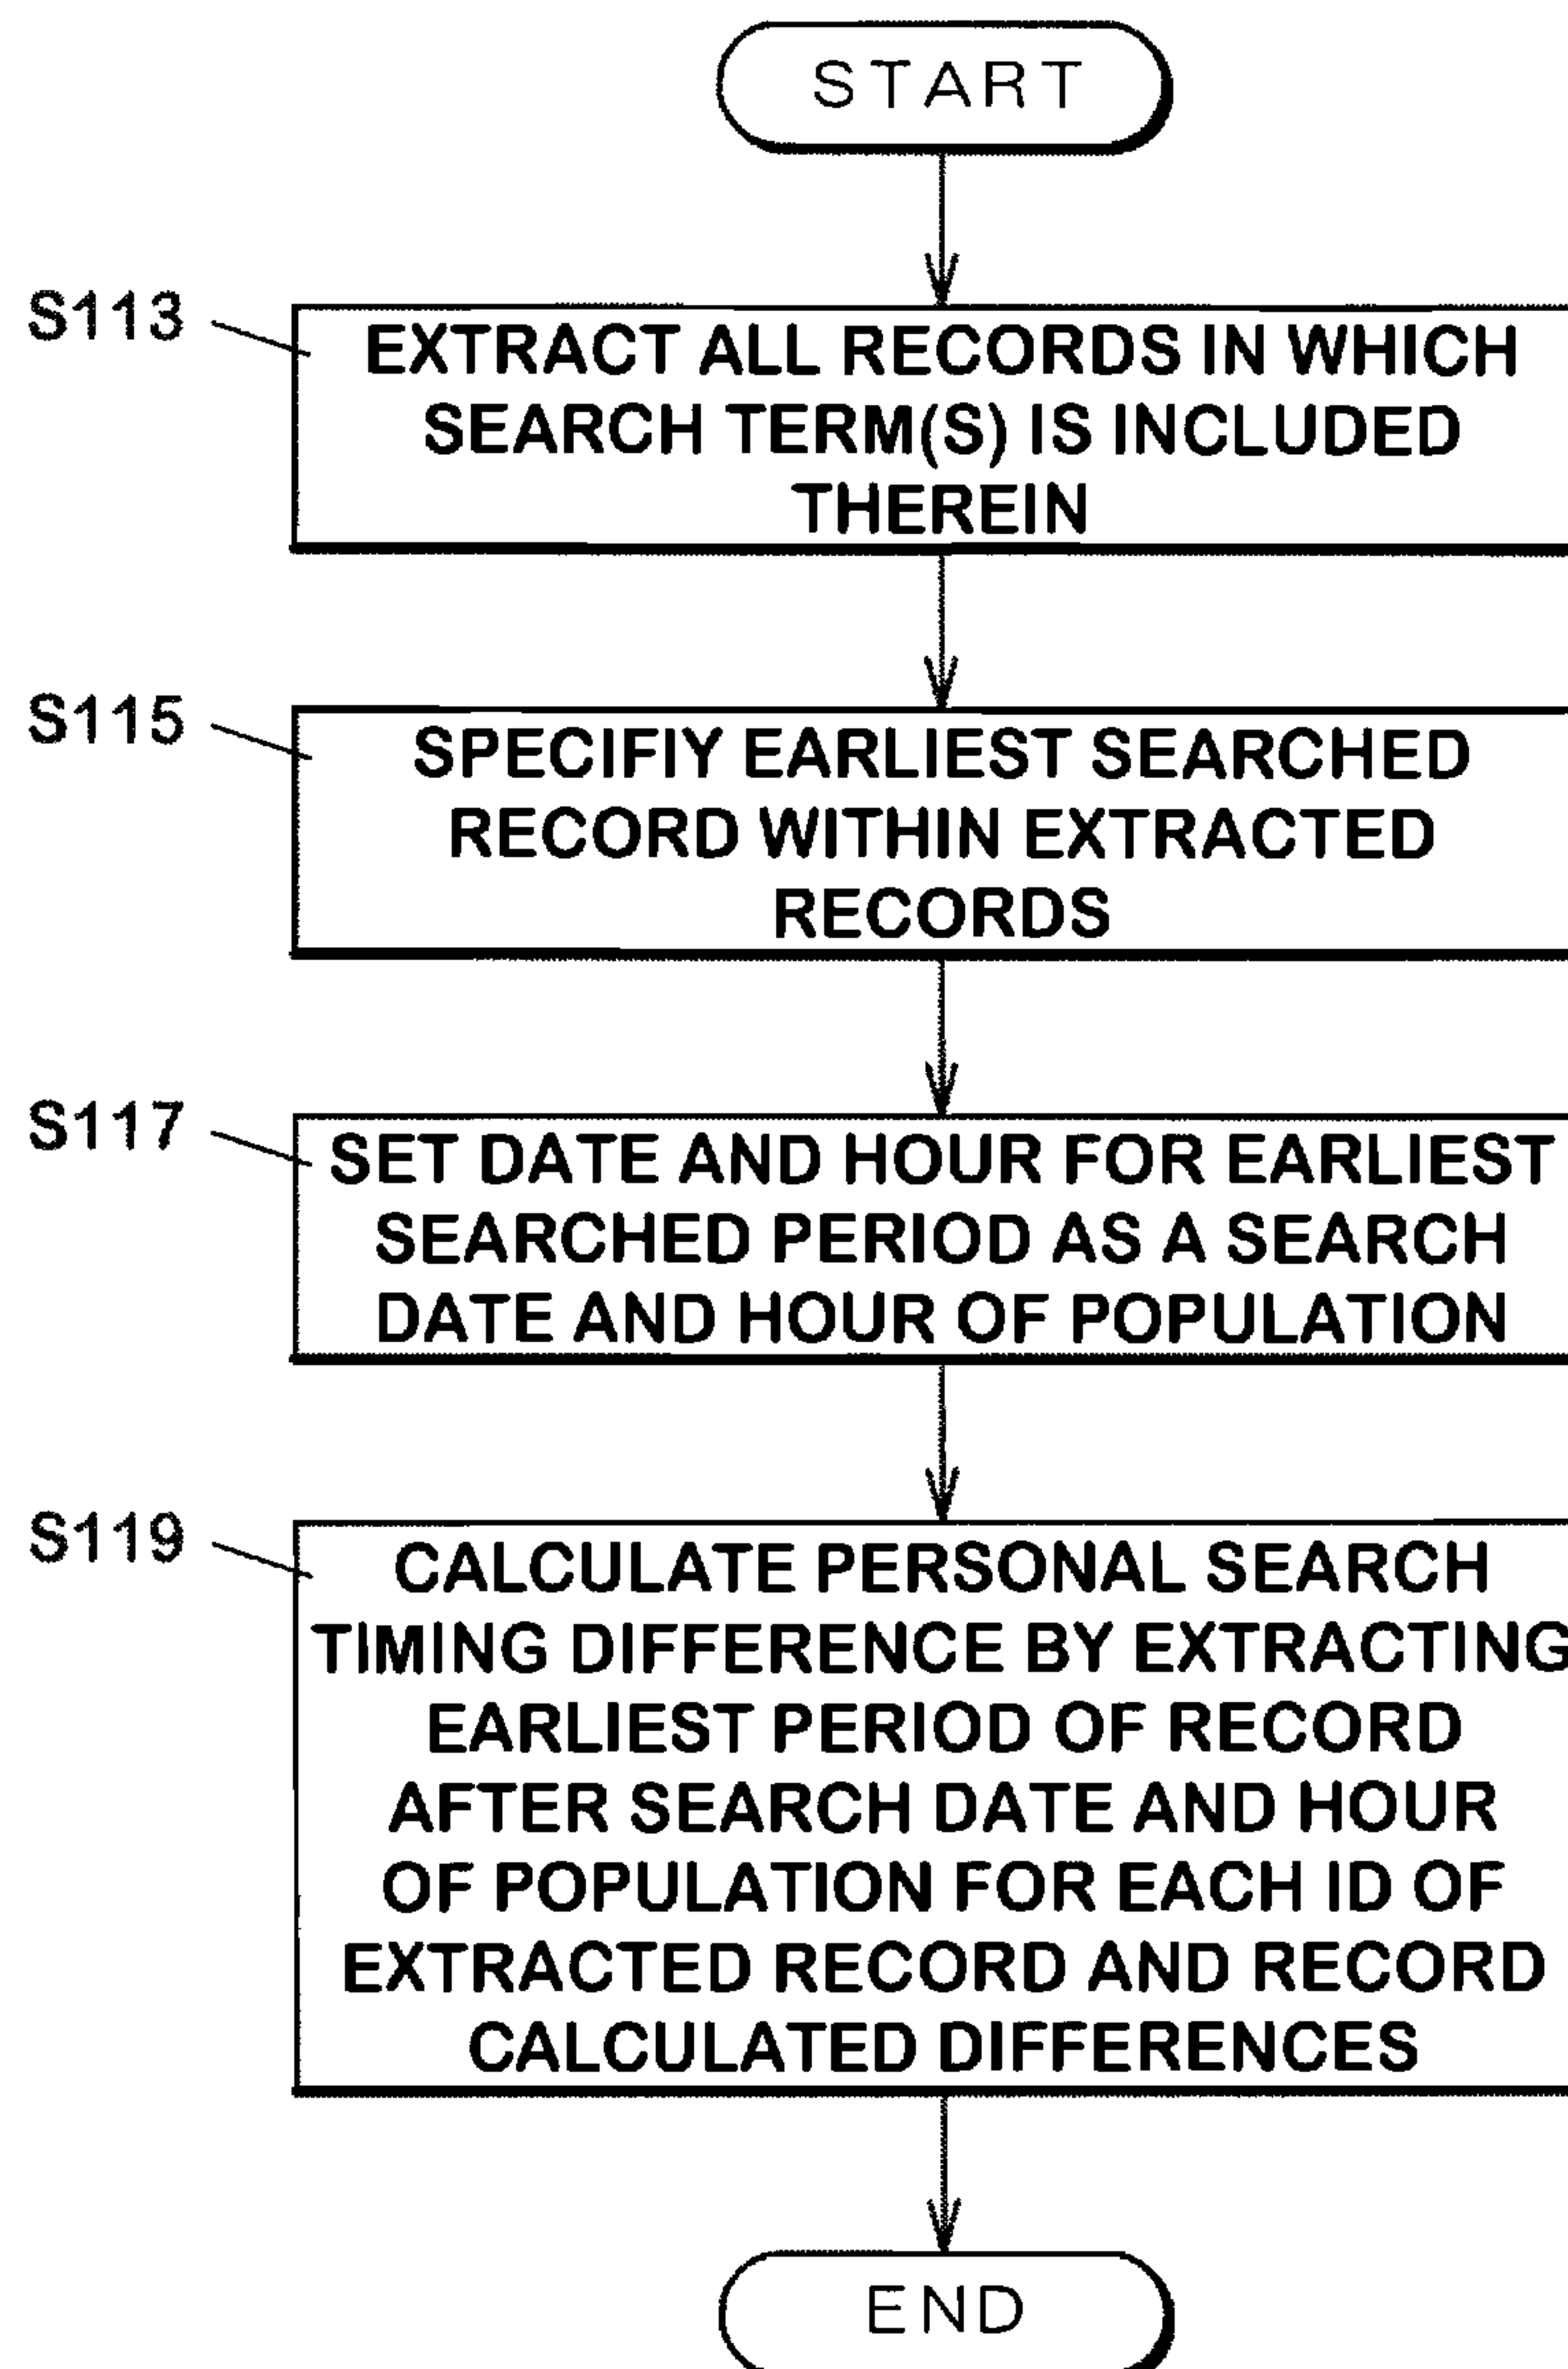 START
S113
EXTRACT ALL RECORDS IN WHICH
SEARCH TERM(S) IS INCLUDED
THEREIN
S115
SPECIFIY EARLIEST SEARCHED
RECORD WITHIN EXTRACTED
RECORDS
S117
SET DATE AND HOUR FOR EARLIEST
SEARCHED PERIOD AS A SEARCH
DATE AND HOUR OF POPULATION
S119
CALCULATE PERSONAL SEARCH
TIMING DIFFERENCE BY EXTRACTING
EARLIEST PERIOD OF RECORD
AFTER SEARCH DATE AND HOUR
OF POPULATION FOR EACH ID OF
EXTRACTED RECORD AND RECORD
CALCULATED DIFFERENCES
END